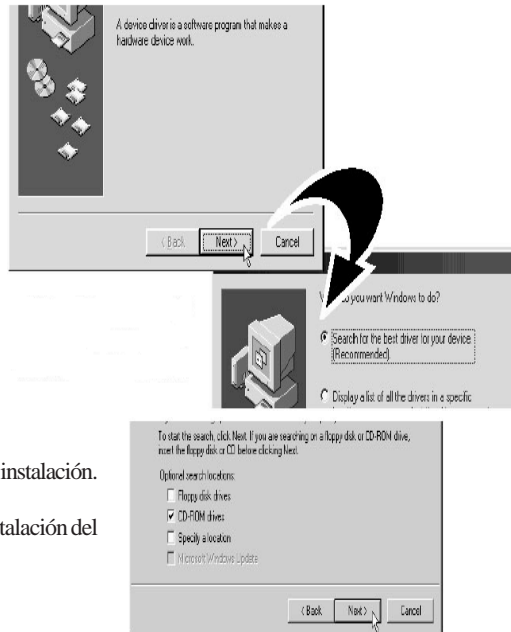 A device driver is a software program that makes a
hardware device work.
< Back
Next >
Cancel
do you want Windows to do?
Search for the best driver for your device.
(Recommended).
Display a list of all the drivers in a specific
To start the search, click Next. If you are searching on a floppy disk or CD-ROM drive,
insert the floppy disk or CD before clicking Next.
Optional search locations:
Floppy disk drives
CD-ROM drives
Specify a location
Microsoft Windows Update
< Back
Next >
Cancel
instalación.
talación del